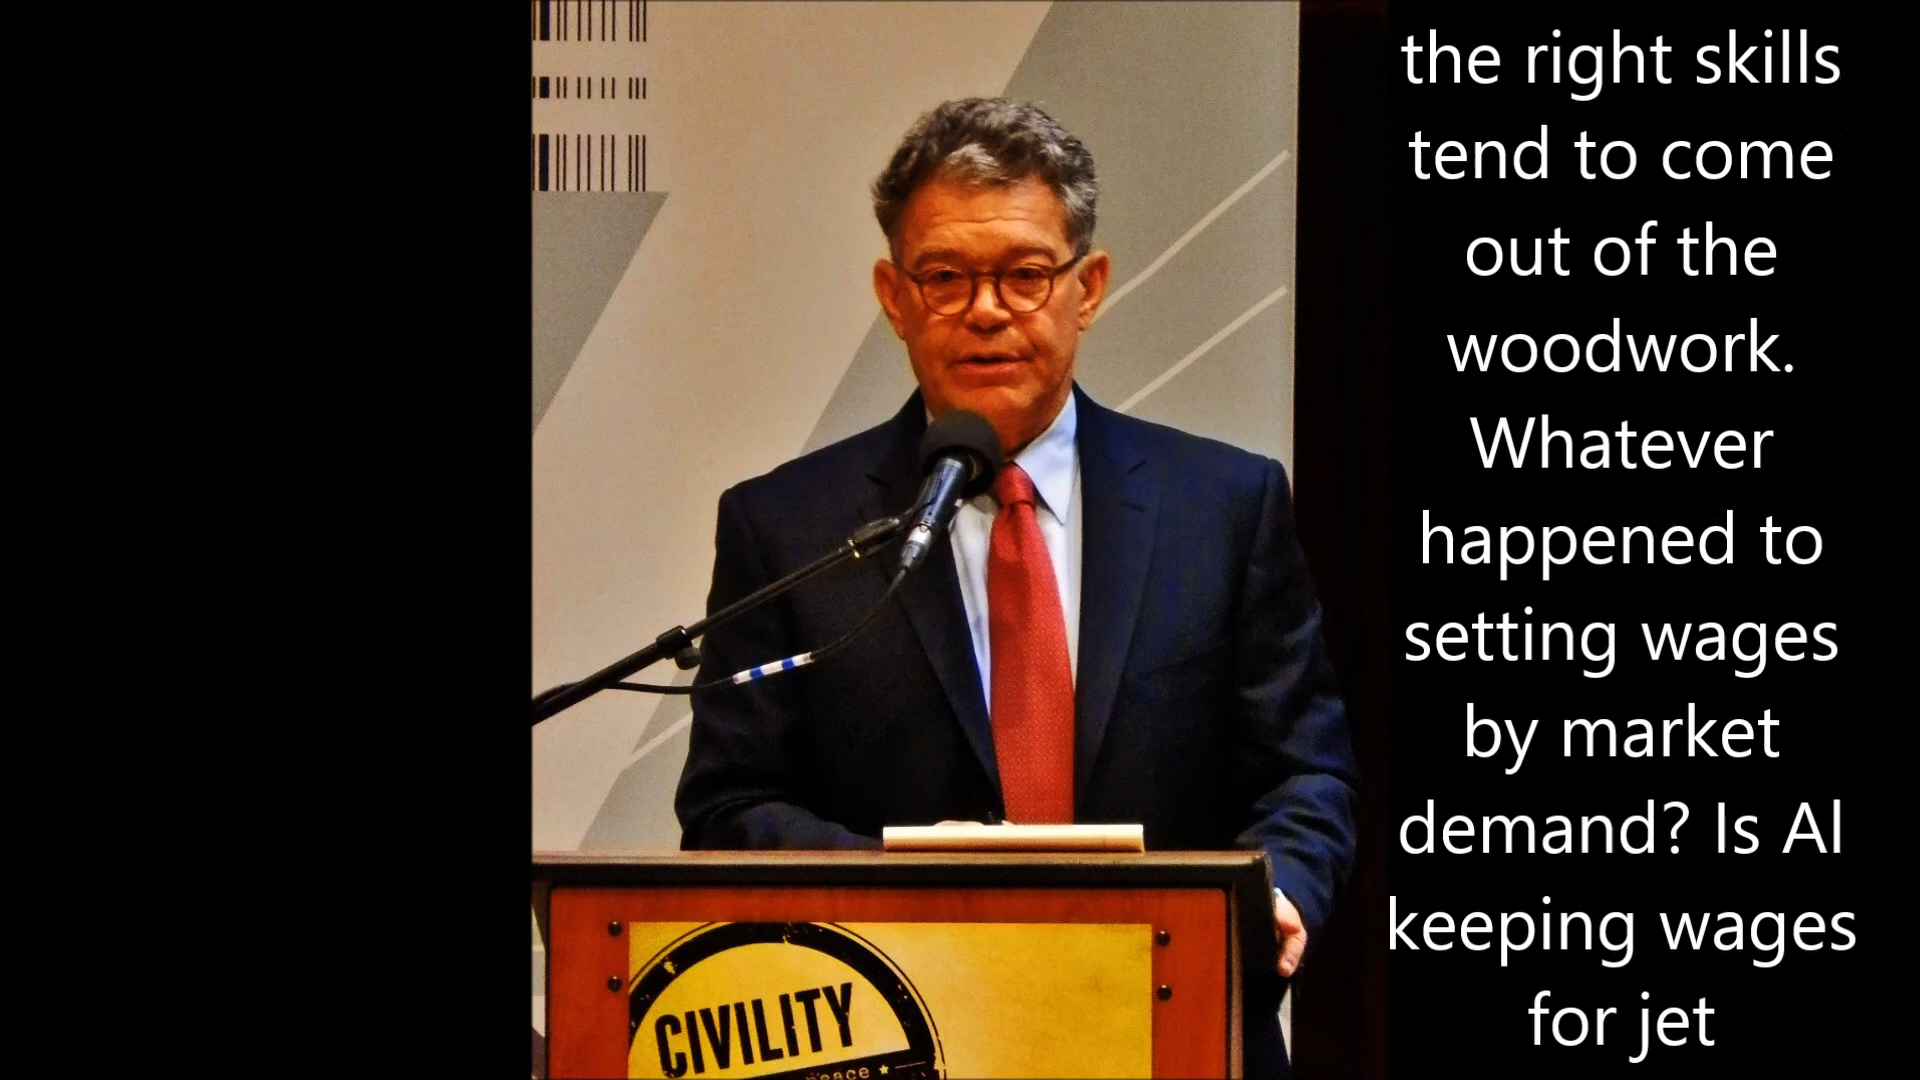 the right skills
tend to come
out of the
woodwork.
Whatever
happened to
setting wages
by market
demand? Is Al
keeping wages
for jet
CIVILITY
peace